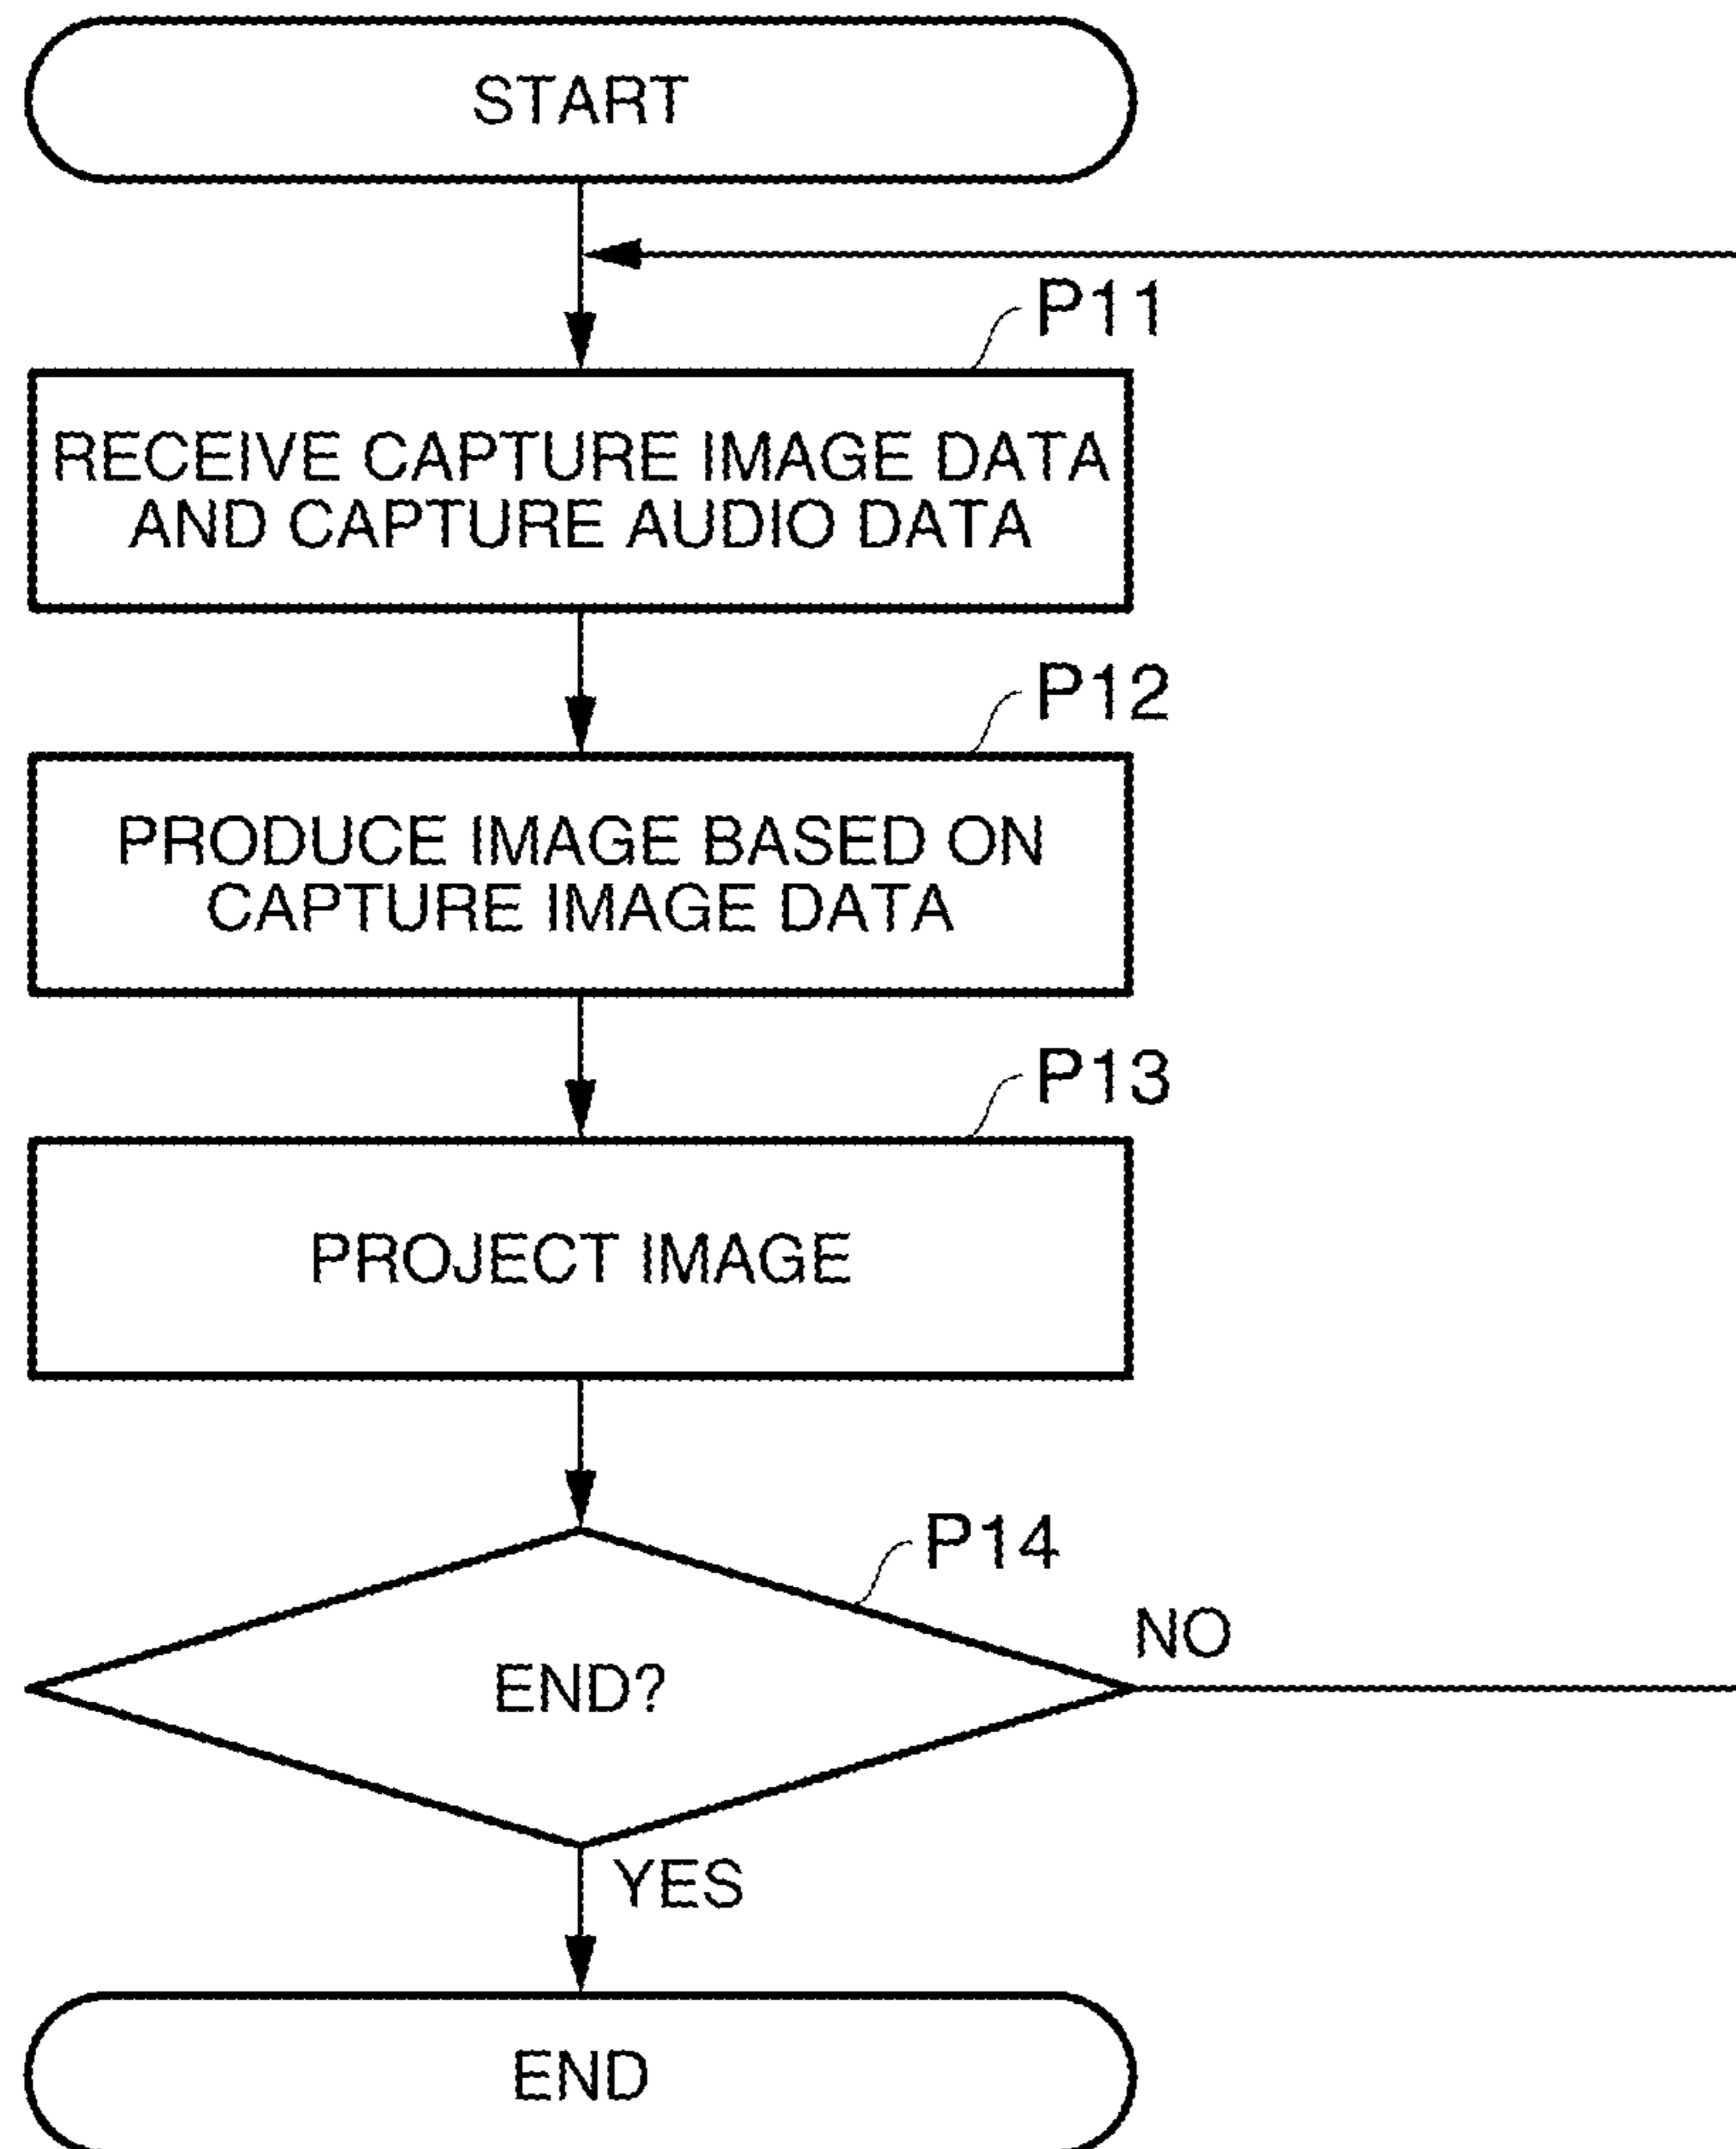 START
P11
RECEIVE CAPTURE IMAGE DATA
AND CAPTURE AUDIO DATA
P12
PRODUCE IMAGE BASED ON
CAPTURE IMAGE DATA
P13
PROJECT IMAGE
P14
NO
END?
YES
END